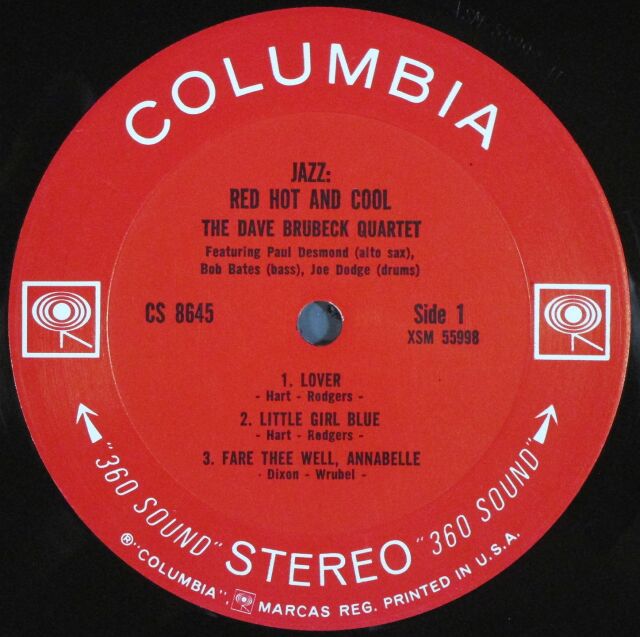 COLUMBIA
JAZZ:
RED HOT AND COOL
THE DAVE BRUBECK QUARTET
Featuring Paul Desmond (alto sax),
Bob Bates (bass), Joe Dodge (drums)
CS 8645
Side 1
XSM 55998
1. LOVER
- Hart - Rodgers -
2. LITTLE GIRL BLUE
- Hart - Rodgers -
3. FARE THEE WELL, ANNABELLE
- Dixon - Wrubel -
"360 SOUND" STEREO "360 SOUND"
® "COLUMBIA", MARCAS REG. PRINTED IN U.S.A.